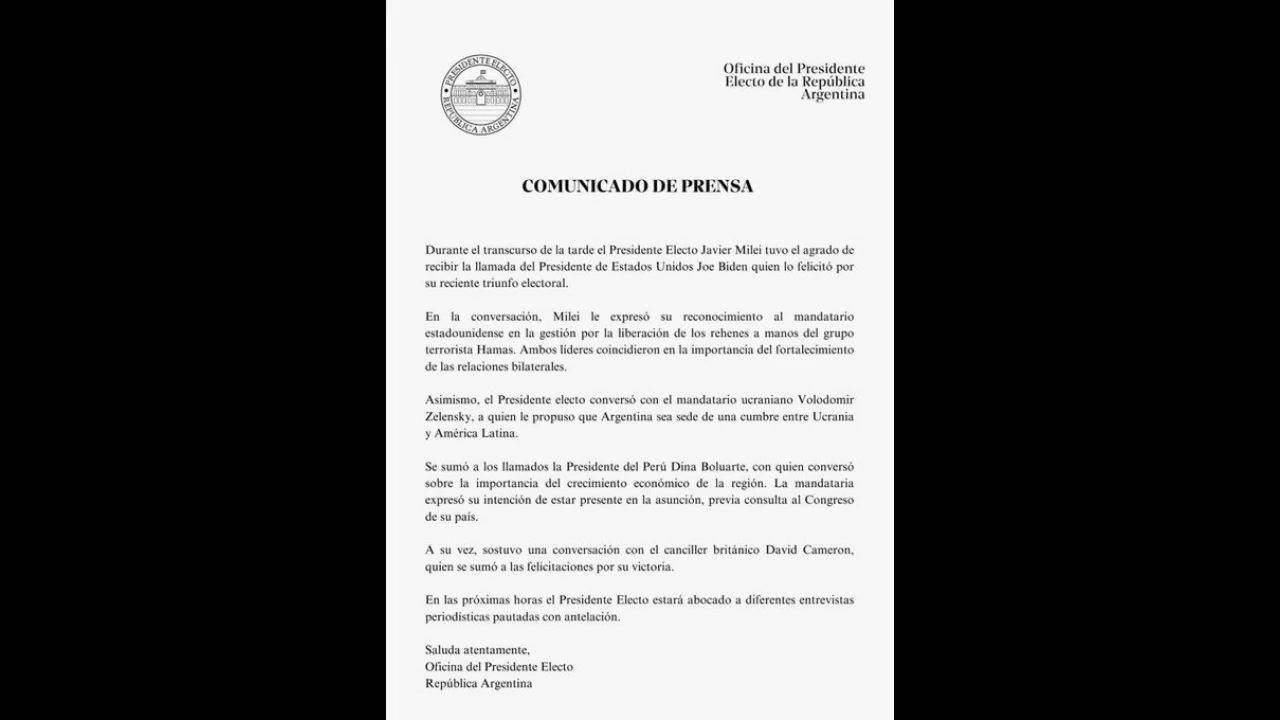 PRESIDENTE ELECTO
REPÚBLICA ARGENTINA
Oficina del Presidente
Electo de la República
Argentina
COMUNICADO DE PRENSA
Durante el transcurso de la tarde el Presidente Electo Javier Milei tuvo el agrado de
recibir la llamada del Presidente de Estados Unidos Joe Biden quien lo felicitó por
su reciente triunfo electoral.
En la conversación, Milei le expresó su reconocimiento al mandatario
estadounidense en la gestión por la liberación de los rehenes a manos del grupo
terrorista Hamas. Ambos líderes coincidieron en la importancia del fortalecimiento
de las relaciones bilaterales.
Asimismo, el Presidente electo conversó con el mandatario ucraniano Volodomir
Zelensky, a quien le propuso que Argentina sea sede de una cumbre entre Ucrania
y América Latina.
Se sumó a los llamados la Presidente del Perú Dina Boluarte, con quien conversó
sobre la importancia del crecimiento económico de la región. La mandataria
expresó su intención de estar presente en la asunción, previa consulta al Congreso
de su país.
A su vez, sostuvo una conversación con el canciller británico David Cameron,
quien se sumó a las felicitaciones por su victoria.
En las próximas horas el Presidente Electo estará abocado a diferentes entrevistas
periodísticas pautadas con antelación.
Saluda atentamente,
Oficina del Presidente Electo
República Argentina